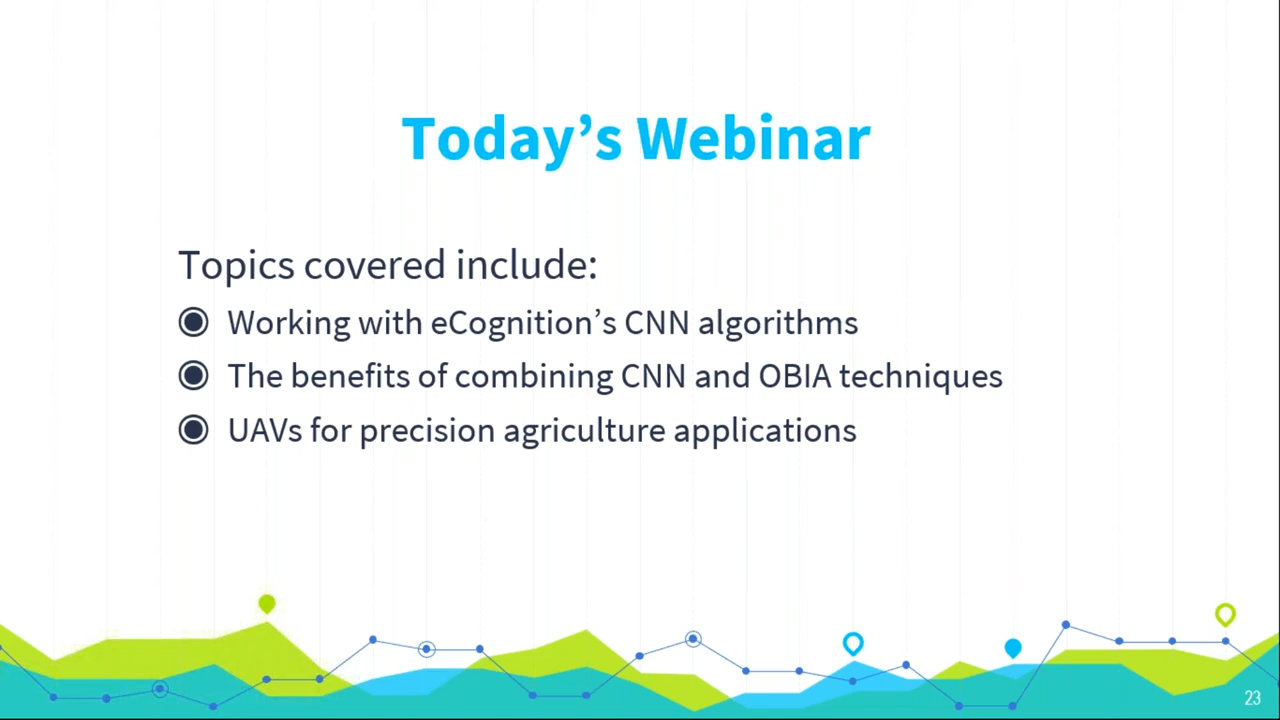 Today’s Webinar
Topics covered include:
Working with eCognition’s CNN algorithms
The benefits of combining CNN and OBIA techniques
UAVs for precision agriculture applications
23